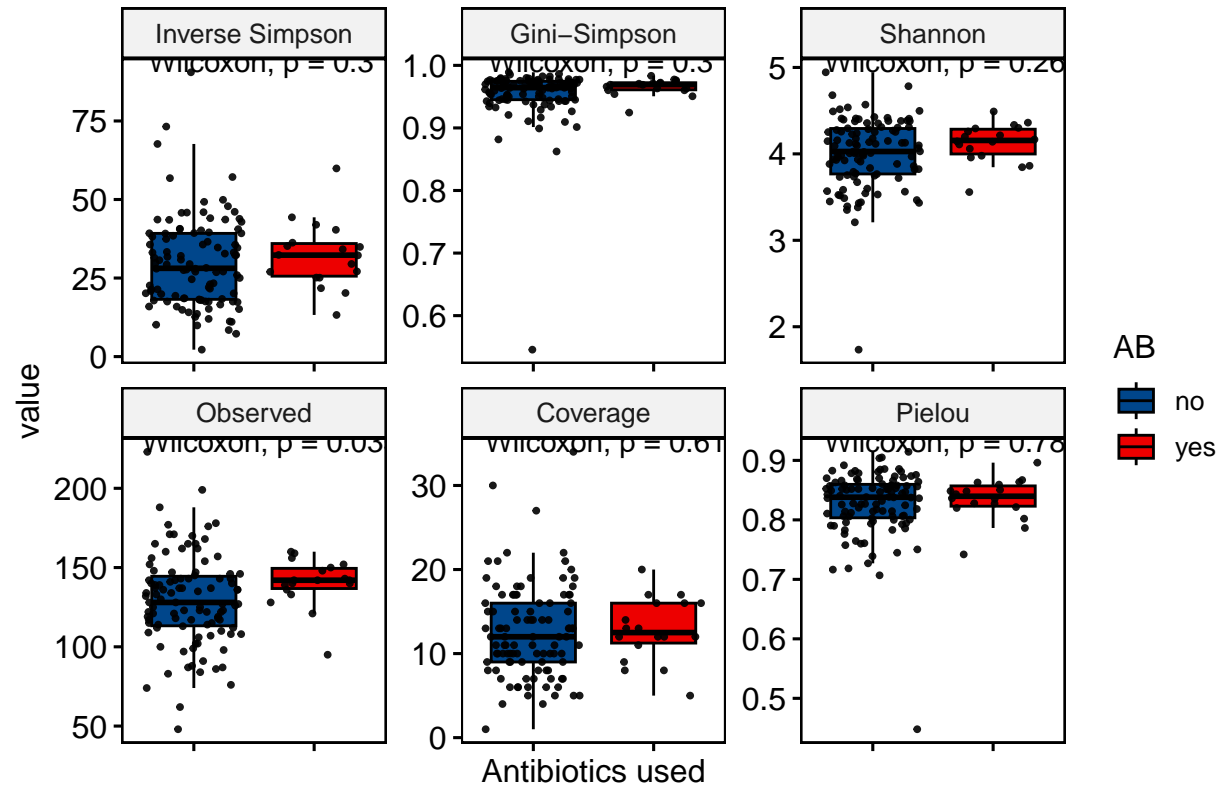 Inverse Simpson
Gini−Simpson
Shannon
Wilcoxon, p = 0.3
Wilcoxon, p = 0.3
Wilcoxon, p = 0.26
75
50
25
0
1.0
0.9
0.8
0.7
0.6
5
4
3
2
Observed
Coverage
Pielou
Wilcoxon, p = 0.03
Wilcoxon, p = 0.61
Wilcoxon, p = 0.78
200
150
100
50
30
20
10
0
0.9
0.8
0.7
0.6
0.5
value
Antibiotics used
AB
no
yes